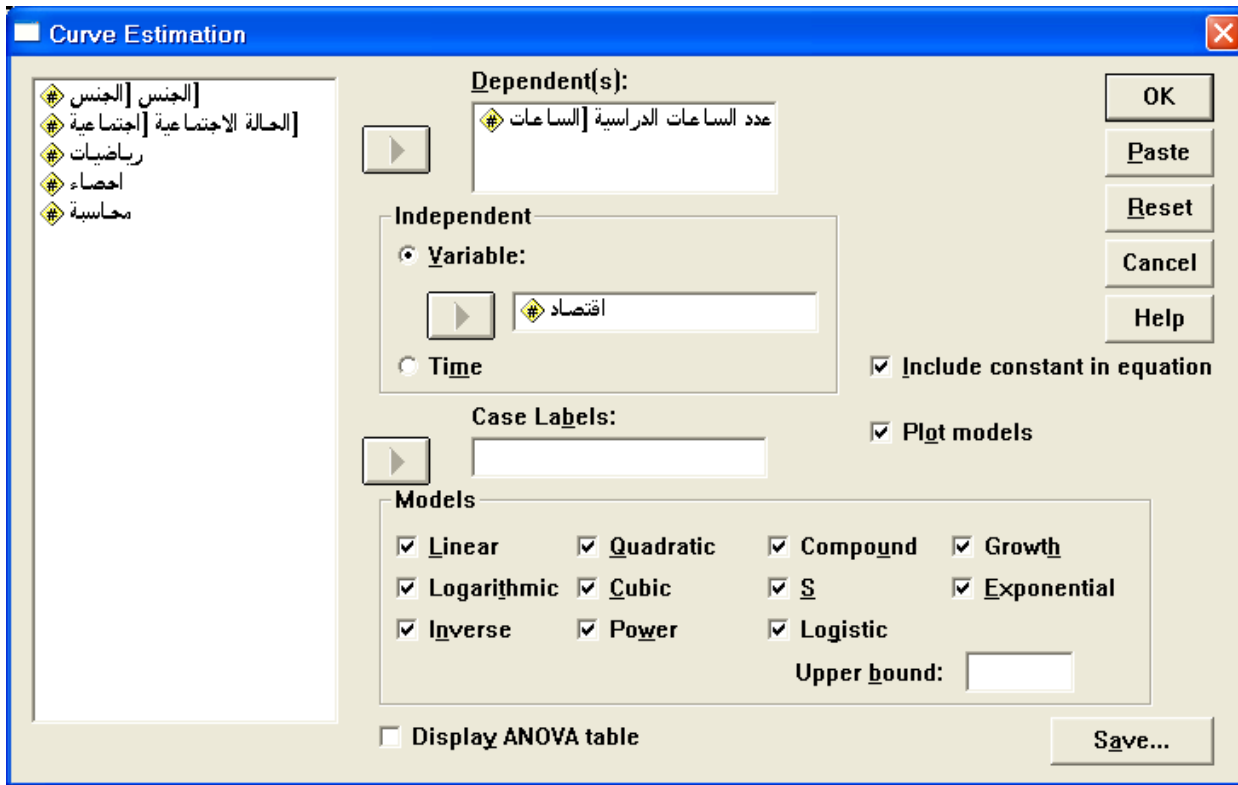 Curve Estimation
الجنس [الجنس]
الحالة الاجتماعية [اجتماعية]
رياضيات
احصاء
محاسبة
Dependent(s):
عدد الساعات الدراسية [الساعات
Independent
Variable:
اقتصاد
Time
Case Labels:
OK
Paste
Reset
Cancel
Help
Include constant in equation
Plot models
Models
Linear Quadratic Compound Growth
Logarithmic Cubic S Exponential
Inverse Power Logistic
Upper bound:
Display ANOVA table
Save...